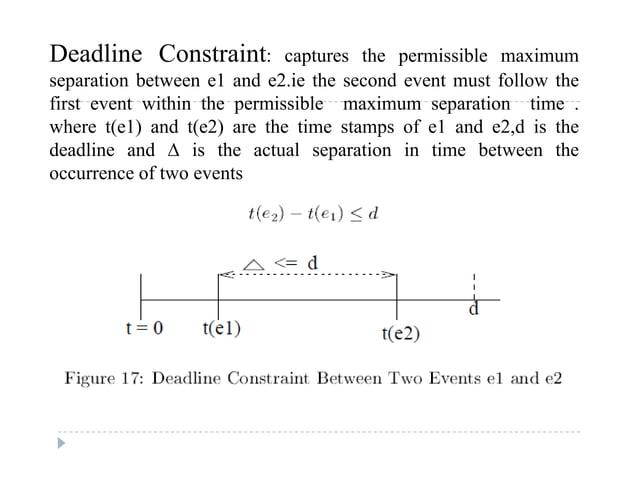 Deadline Constraint: captures the permissible maximum
separation between e1 and e2.ie the second event must follow the
first event within the permissible maximum separation time .
where t(e1) and t(e2) are the time stamps of e1 and e2,d is the
deadline and Δ is the actual separation in time between the
occurrence of two events
t(e₂) − t(e₁) ≤ d
△ <= d
t = 0 t(e1) t(e2) d
Figure 17: Deadline Constraint Between Two Events e1 and e2